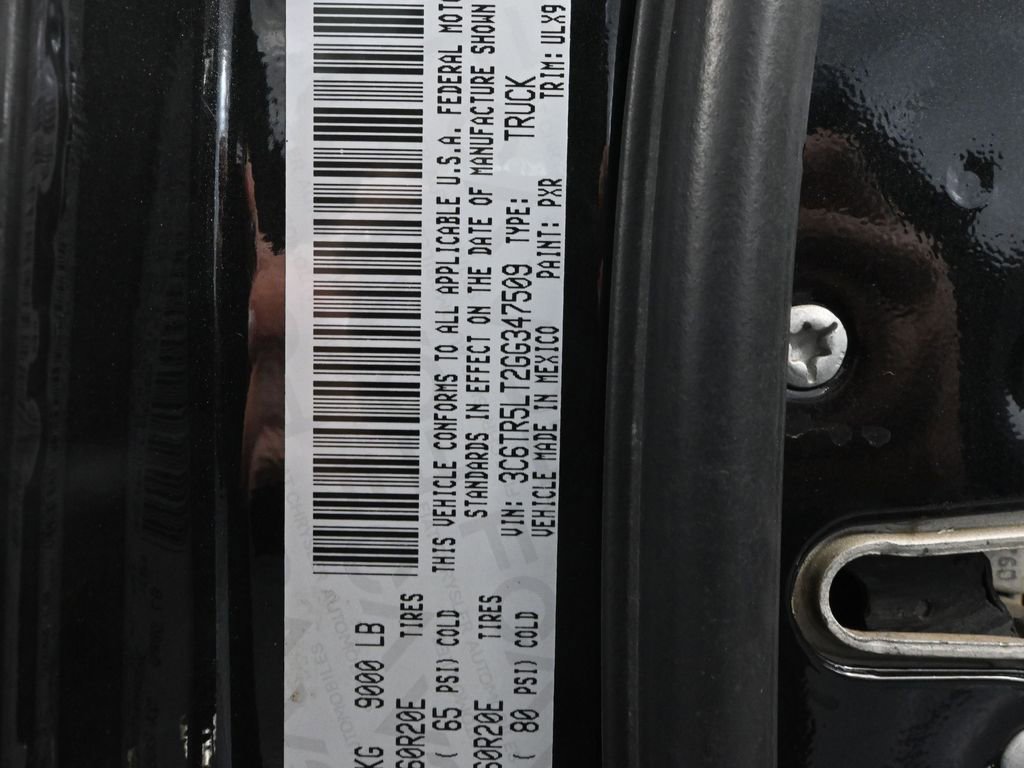 KG 9000 LB
60R20E TIRES
( 65 PSI) COLD
60R20E TIRES
( 80 PSI) COLD
THIS VEHICLE CONFORMS TO ALL APPLICABLE U.S.A. FEDERAL MOTO
STANDARDS IN EFFECT ON THE DATE OF MANUFACTURE SHOWN
VIN: 3C6TR5LT2GG347509 TYPE: TRUCK
VEHICLE MADE IN MEXICO PAINT: PXR TRIM: ULX9
09